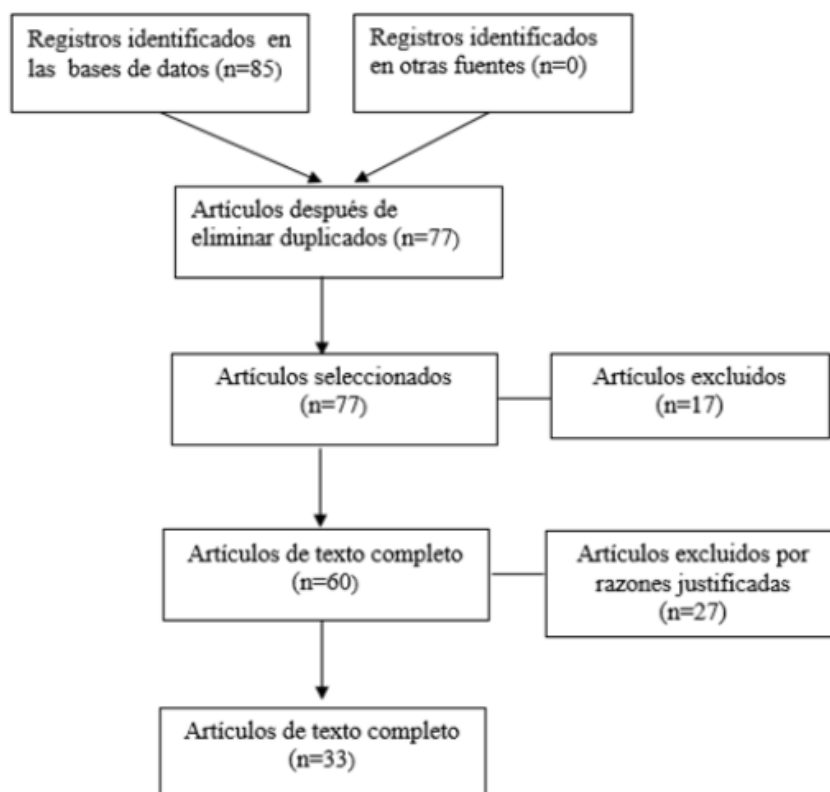 Registros identificados en
las bases de datos (n=85)
Registros identificados
en otras fuentes (n=0)
Artículos después de
eliminar duplicados (n=77)
Artículos seleccionados
(n=77)
Artículos excluidos
(n=17)
Artículos de texto completo
(n=60)
Artículos excluidos por
razones justificadas
(n=27)
Artículos de texto completo
(n=33)